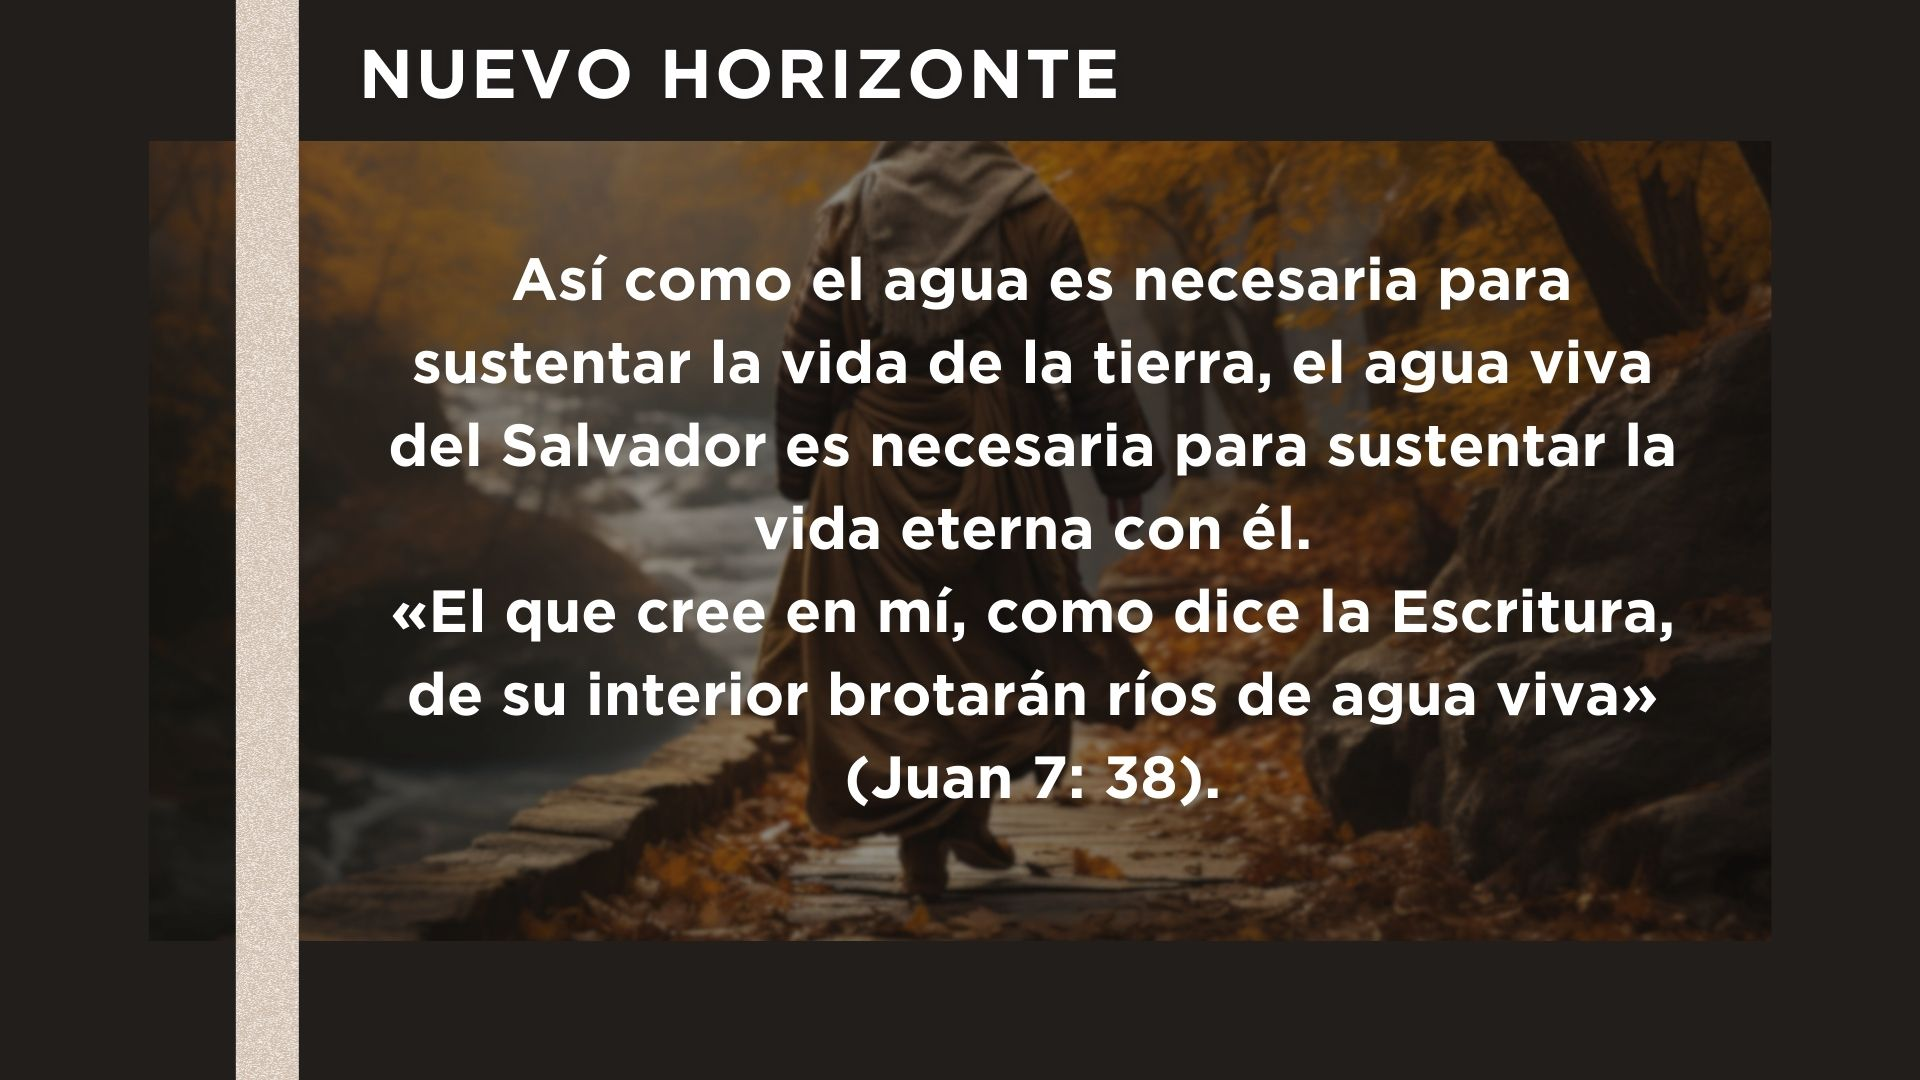 NUEVO HORIZONTE
Así como el agua es necesaria para
sustentar la vida de la tierra, el agua viva
del Salvador es necesaria para sustentar la
vida eterna con él.
«El que cree en mí, como dice la Escritura,
de su interior brotarán ríos de agua viva»
(Juan 7: 38).